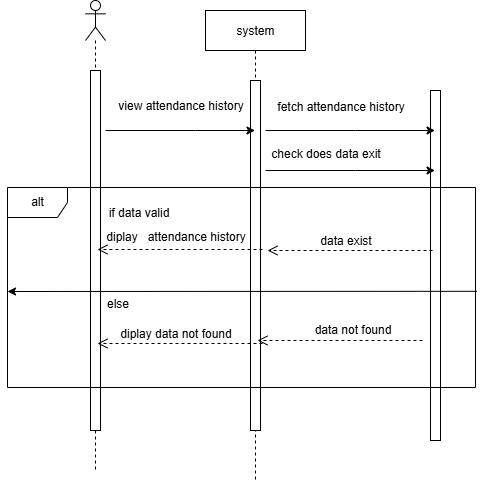 system
view attendance history
fetch attendance history
check does data exit
alt
if data valid
diplay attendance history
data exist
else
diplay data not found
data not found